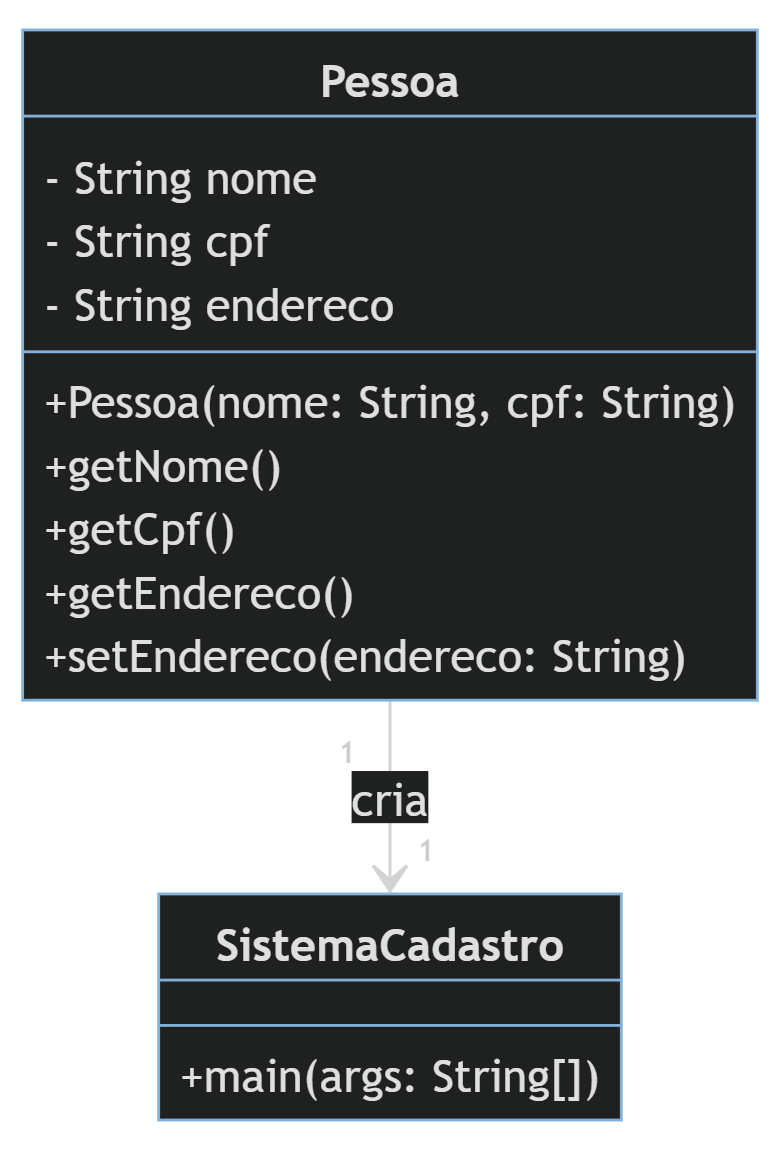 Pessoa
- String nome
- String cpf
- String endereco
+Pessoa(nome: String, cpf: String)
+getNome()
+getCpf()
+getEndereco()
+setEndereco(endereco: String)
1
cria
1
SistemaCadastro
+main(args: String[])